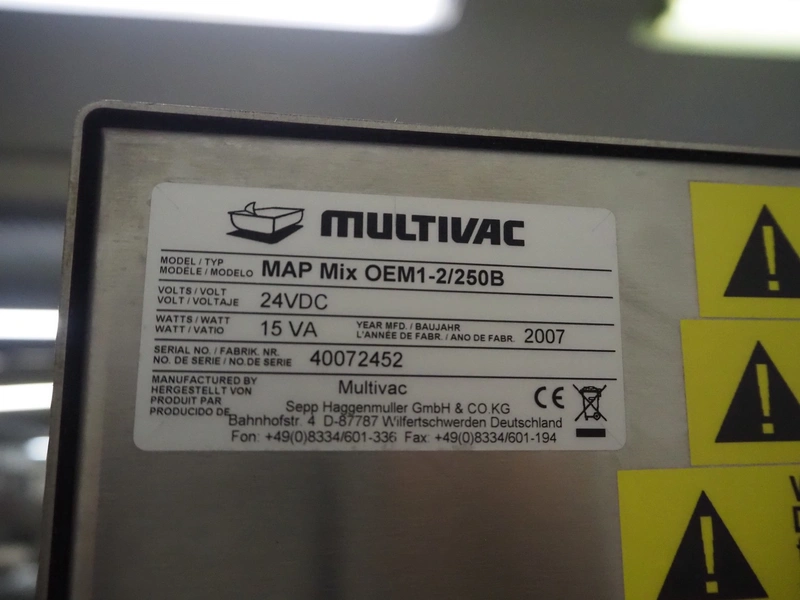 MULTIVAC
MODEL / TYP
MODÈLE / MODELO MAP Mix OEM1-2/250B
VOLTS / VOLT
VOLT / VOLTAJE 24VDC
WATTS / WATT
WATT / VATIO 15 VA
YEAR MFD. / BAUJAHR
L'ANNÉE DE FABR. / ANO DE FABR. 2007
SERIAL NO. / FABRIK. NR.
NO. DE SERIE / NO.DE SERIE 40072452
MANUFACTURED BY
HERGESTELLT VON
PRODUIT PAR
PRODUCIDO DE
Multivac
Sepp Haggenmuller GmbH & CO.KG
Bahnhofstr. 4 D-87787 Wilfertschwerden Deutschland
Fon: +49(0)8334/601-336 Fax: +49(0)8334/601-194
CE